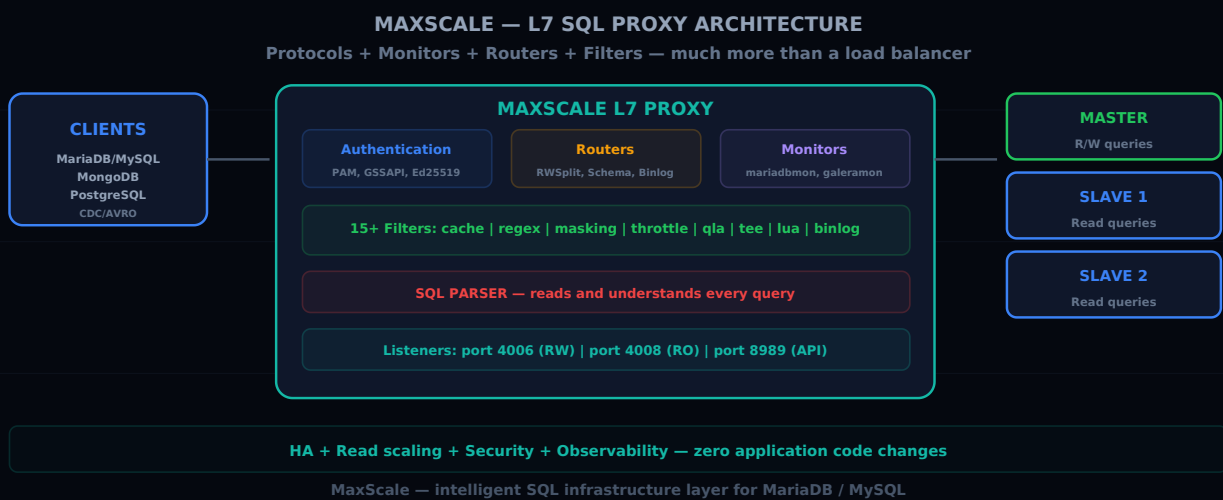 MAXSCALE — L7 SQL PROXY ARCHITECTURE
Protocols + Monitors + Routers + Filters — much more than a load balancer
CLIENTS
MariaDB/MySQL
MongoDB
PostgreSQL
CDC/AVRO
MAXSCALE L7 PROXY
Authentication
PAM, GSSAPI, Ed25519
Routers
RWSplit, Schema, Binlog
Monitors
mariadbmon, galeramon
15+ Filters: cache | regex | masking | throttle | qla | tee | lua | binlog
SQL PARSER — reads and understands every query
Listeners: port 4006 (RW) | port 4008 (RO) | port 8989 (API)
MASTER
R/W queries
SLAVE 1
Read queries
SLAVE 2
Read queries
HA + Read scaling + Security + Observability — zero application code changes
MaxScale — intelligent SQL infrastructure layer for MariaDB / MySQL